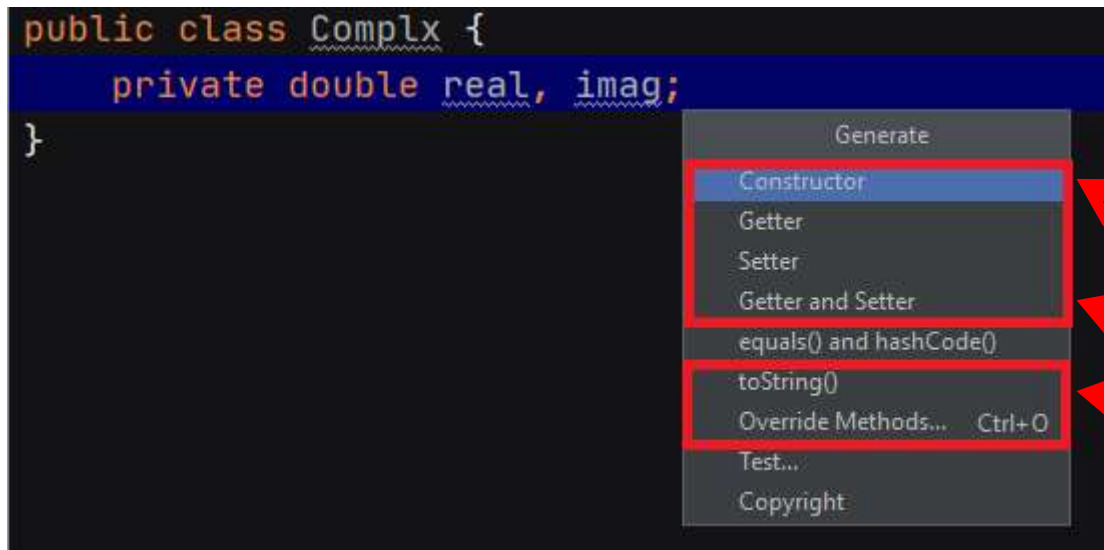 public class Complx {
private double real, imag;
}
Generate
Constructor
Getter
Setter
Getter and Setter
equals() and hashCode()
toString()
Override Methods... Ctrl+O
Test...
Copyright